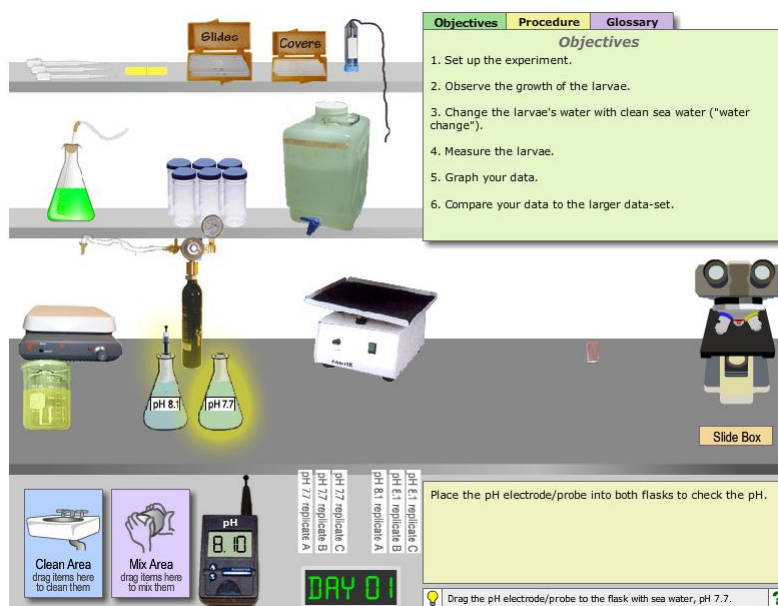 Slides
Covers
Objectives
Procedure
Glossary
Objectives
1. Set up the experiment.
2. Observe the growth of the larvae.
3. Change the larvae's water with clean sea water ("water
change").
4. Measure the larvae.
5. Graph your data.
6. Compare your data to the larger data-set.
pH 8.1
pH 7.7
Slide Box
Clean Area
drag items here
to clean them
Mix Area
drag items here
to mix them
pH
8.10
pH 7.7 replicate A
pH 7.7 replicate B
pH 7.7 replicate C
pH 8.1 replicate A
pH 8.1 replicate B
pH 8.1 replicate C
DAY 01
Place the pH electrode/probe into both flasks to check the pH.
Drag the pH electrode/probe to the flask with sea water, pH 7.7.
?